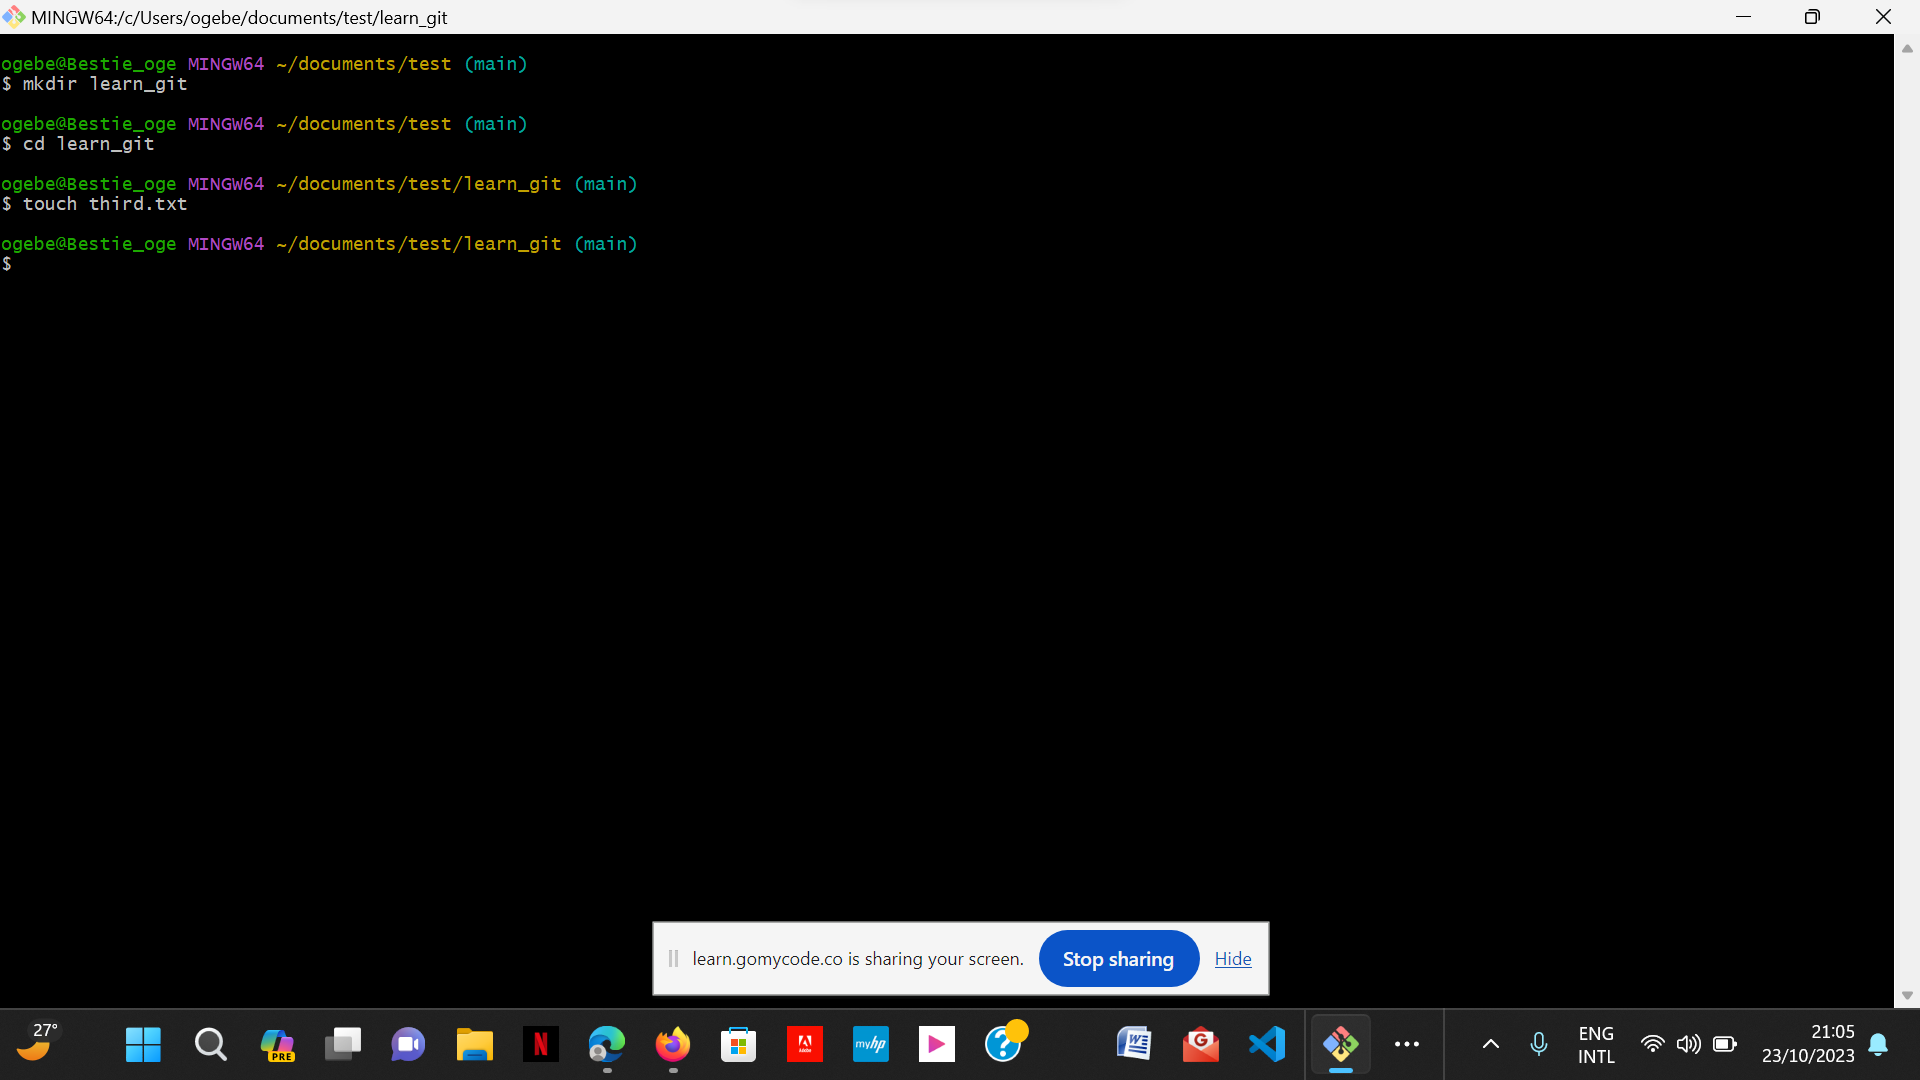 MINGW64:/c/Users/ogebe/documents/test/learn_git
ogebe@Bestie_oge MINGW64 ~/documents/test (main)
$ mkdir learn_git
ogebe@Bestie_oge MINGW64 ~/documents/test (main)
$ cd learn_git
ogebe@Bestie_oge MINGW64 ~/documents/test/learn_git (main)
$ touch third.txt
ogebe@Bestie_oge MINGW64 ~/documents/test/learn_git (main)
$
learn.gomycode.co is sharing your screen. Stop sharing Hide
27°
PRE
N
Adobe
myhp
?
W
G
ENG
INTL
21:05
23/10/2023